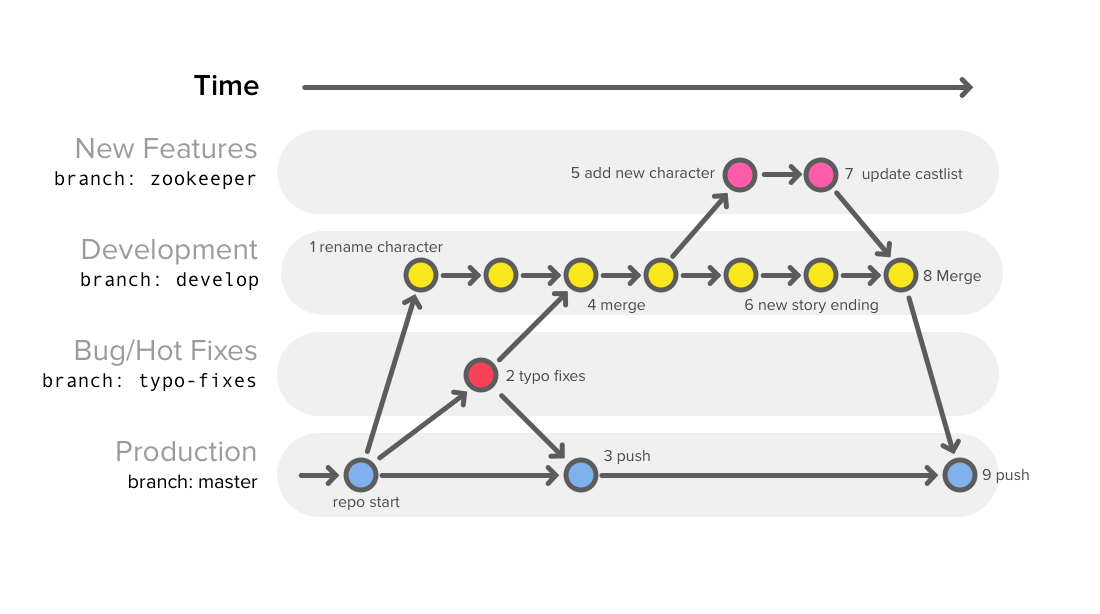 Time
New Features
branch: zookeeper
5 add new character
7 update castlist
Development
branch: develop
1 rename character
8 Merge
4 merge
6 new story ending
Bug/Hot Fixes
branch: typo-fixes
2 typo fixes
Production
branch: master
3 push
9 push
repo start